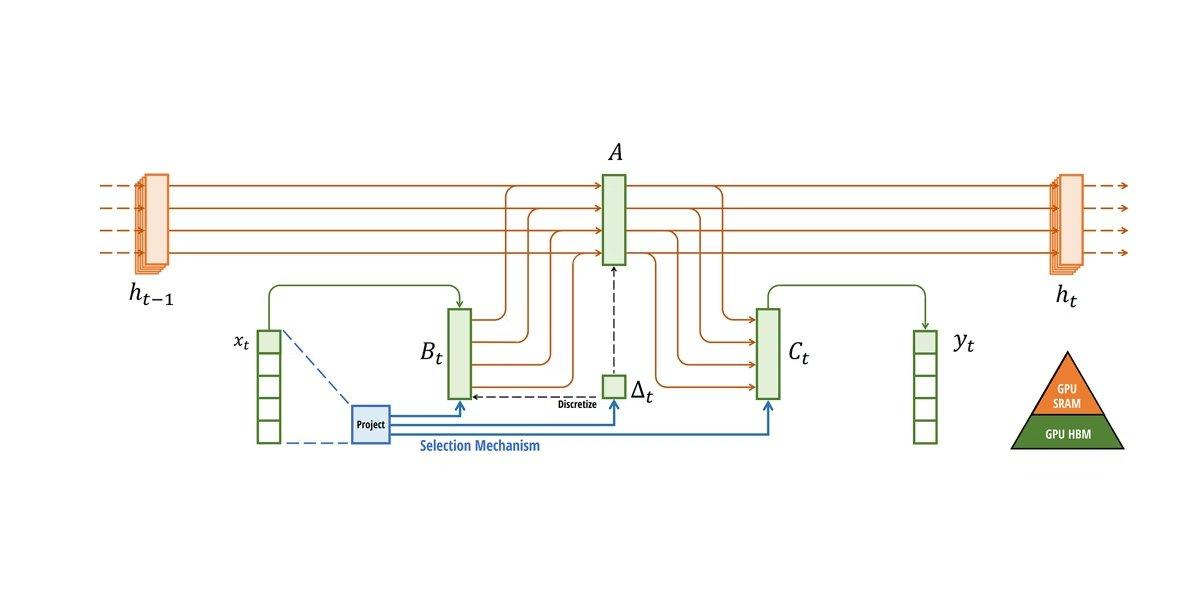 A
h_{t-1}
h_t
x_t
B_t
C_t
y_t
Δ_t
Discretize
Project
Selection Mechanism
GPU
SRAM
GPU HBM